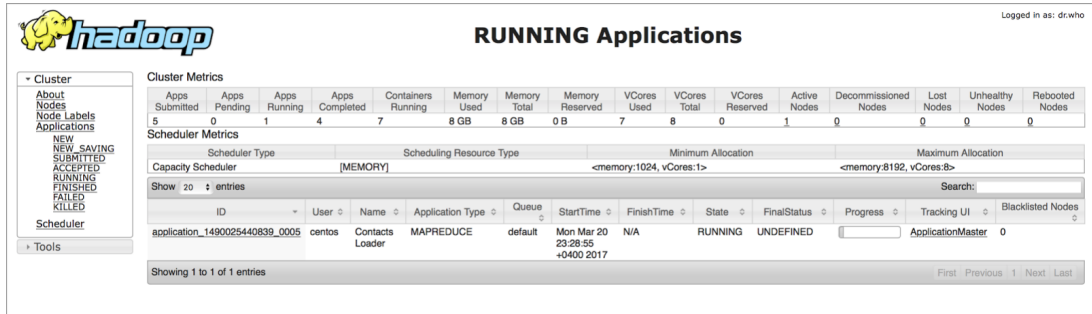 Logged in as: dr.who
hadoop
RUNNING Applications
Cluster
About
Nodes
Node Labels
Applications
NEW
NEW_SAVING
SUBMITTED
ACCEPTED
RUNNING
FINISHED
FAILED
KILLED
Scheduler
Tools
Cluster Metrics
Apps Submitted Apps Pending Apps Running Apps Completed Containers Running Memory Used Memory Total Memory Reserved VCores Used VCores Total VCores Reserved Active Nodes Decommissioned Nodes Lost Nodes Unhealthy Nodes Rebooted Nodes
5 0 1 4 7 8 GB 8 GB 0 B 7 8 0 1 0 0 0 0
Scheduler Metrics
Scheduler Type Scheduling Resource Type Minimum Allocation Maximum Allocation
Capacity Scheduler [MEMORY] <memory:1024, vCores:1> <memory:8192, vCores:8>
Show 20 entries Search:
ID User Name Application Type Queue StartTime FinishTime State FinalStatus Progress Tracking UI Blacklisted Nodes
application_1490025440839_0005 centos Contacts Loader MAPREDUCE default Mon Mar 20 23:28:55 +0400 2017 N/A RUNNING UNDEFINED ApplicationMaster 0
Showing 1 to 1 of 1 entries First Previous 1 Next Last